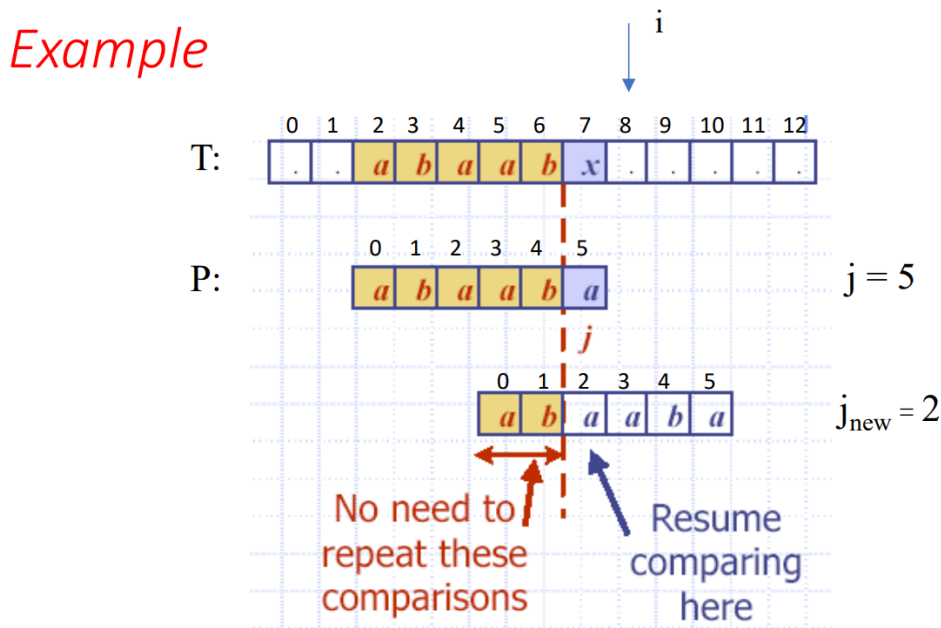 i
Example
0 1 2 3 4 5 6 7 8 9 10 11 12
T: . . a b a a b x . . . . .
0 1 2 3 4 5
P: a b a a b a j = 5
j
0 1 2 3 4 5
a b a a b a jnew = 2
No need to
repeat these
comparisons
Resume
comparing
here